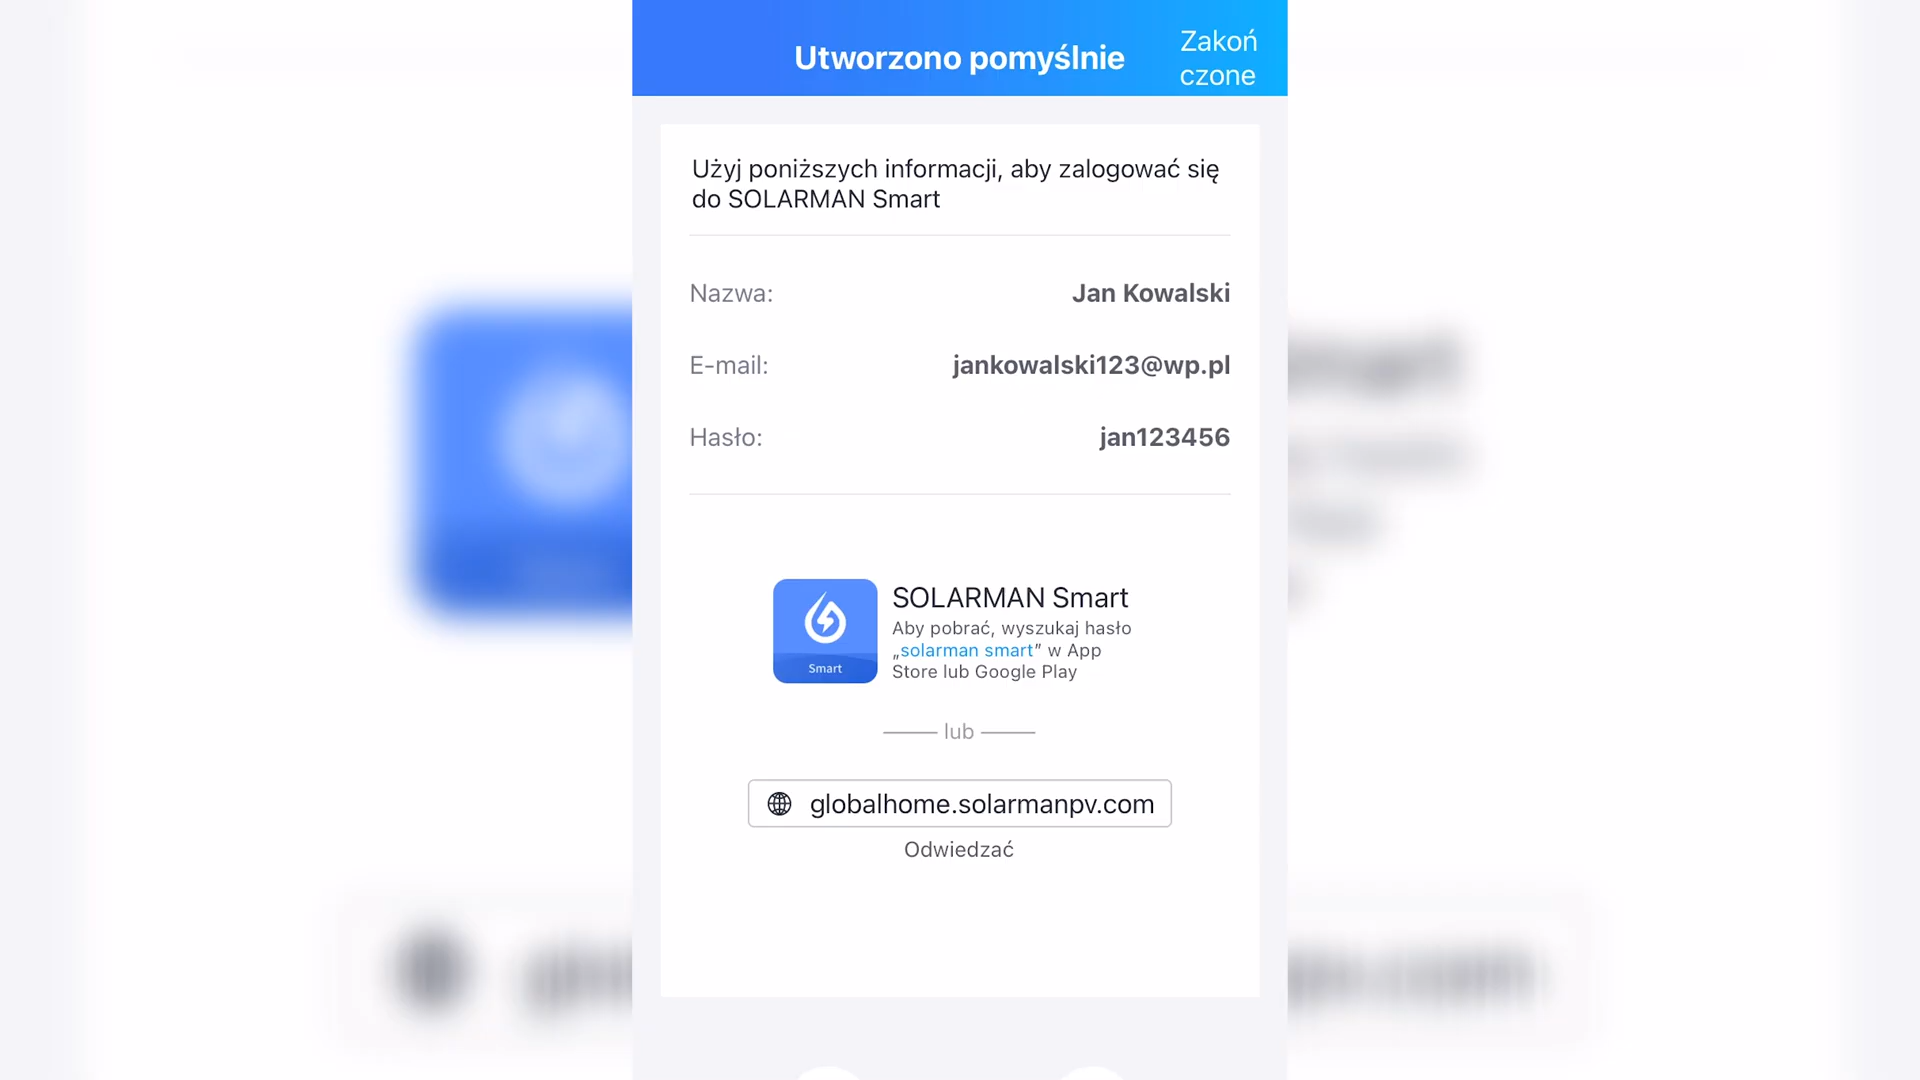 Utworzono pomyślnie
Zakoń
czone
Użyj poniższych informacji, aby zalogować się
do SOLARMAN Smart
Nazwa: Jan Kowalski
E-mail: jankowalski123@wp.pl
Hasło: jan123456
SOLARMAN Smart
Aby pobrać, wyszukaj hasło
„solarman smart” w App
Store lub Google Play
Smart
lub
globalhome.solarmanpv.com
Odwiedzać